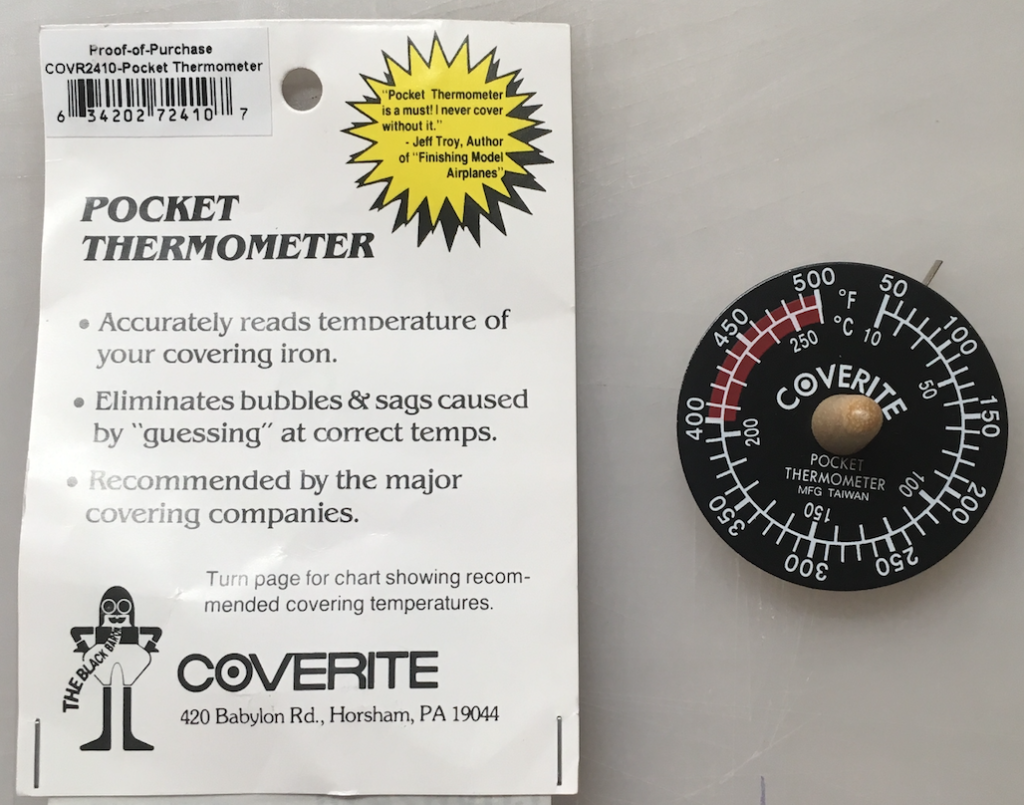 Proof-of-Purchase
COVR2410-Pocket Thermometer
6 34202 72410 7
"Pocket Thermometer
is a must! I never cover
without it."
- Jeff Troy, Author
of "Finishing Model
Airplanes"
POCKET
THERMOMETER
• Accurately reads temperature of
your covering iron.
• Eliminates bubbles & sags caused
by "guessing" at correct temps.
• Recommended by the major
covering companies.
Turn page for chart showing recom-
mended covering temperatures.
THE BLACK
COVERITE
420 Babylon Rd., Horsham, PA 19044
500 °F 50
450 100
250 °C 10
50
400 150
200
COVERITE
POCKET
THERMOMETER
MFG TAIWAN
100
150
350 200
300 250